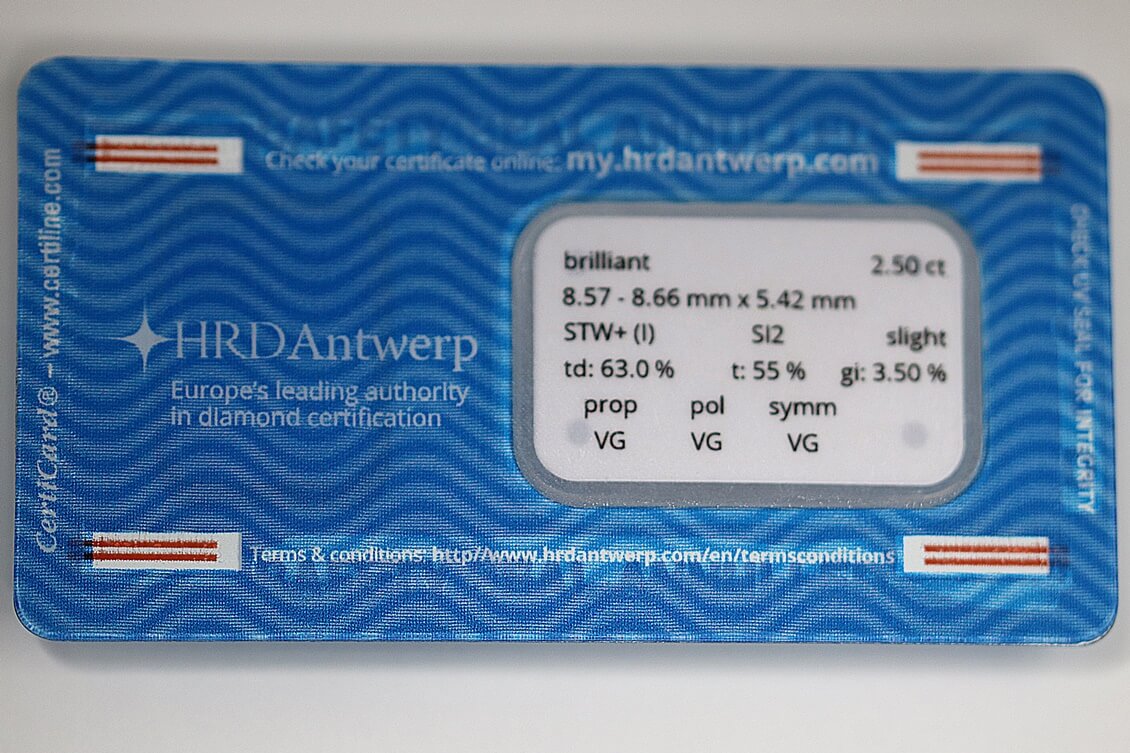 Check your certificate online: my.hrdantwerp.com
CertiCard® – www.certiline.com
HRDAntwerp
Europe's leading authority
in diamond certification
brilliant 2.50 ct
8.57 - 8.66 mm x 5.42 mm
STW+ (I) SI2 slight
td: 63.0 % t: 55 % gi: 3.50 %
prop pol symm
VG VG VG
SEAL FOR INTEGRITY
Terms & conditions: http//www.hrdantwerp.com/en/termsconditions